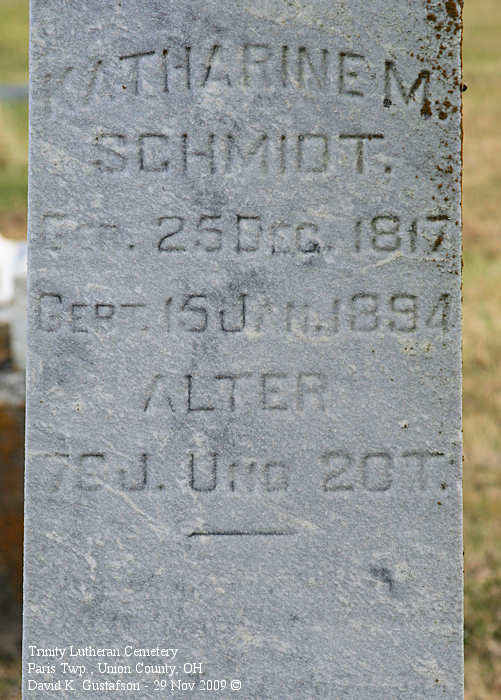 KATHARINE M.
SCHMIDT.
25 DEC. 1817
GEST. 15 JAN. 1894
ALTER
76 J. UND 20 T.
Trinity Lutheran Cemetery
Paris Twp., Union County, OH
David K. Gustafson - 29 Nov 2009 ©